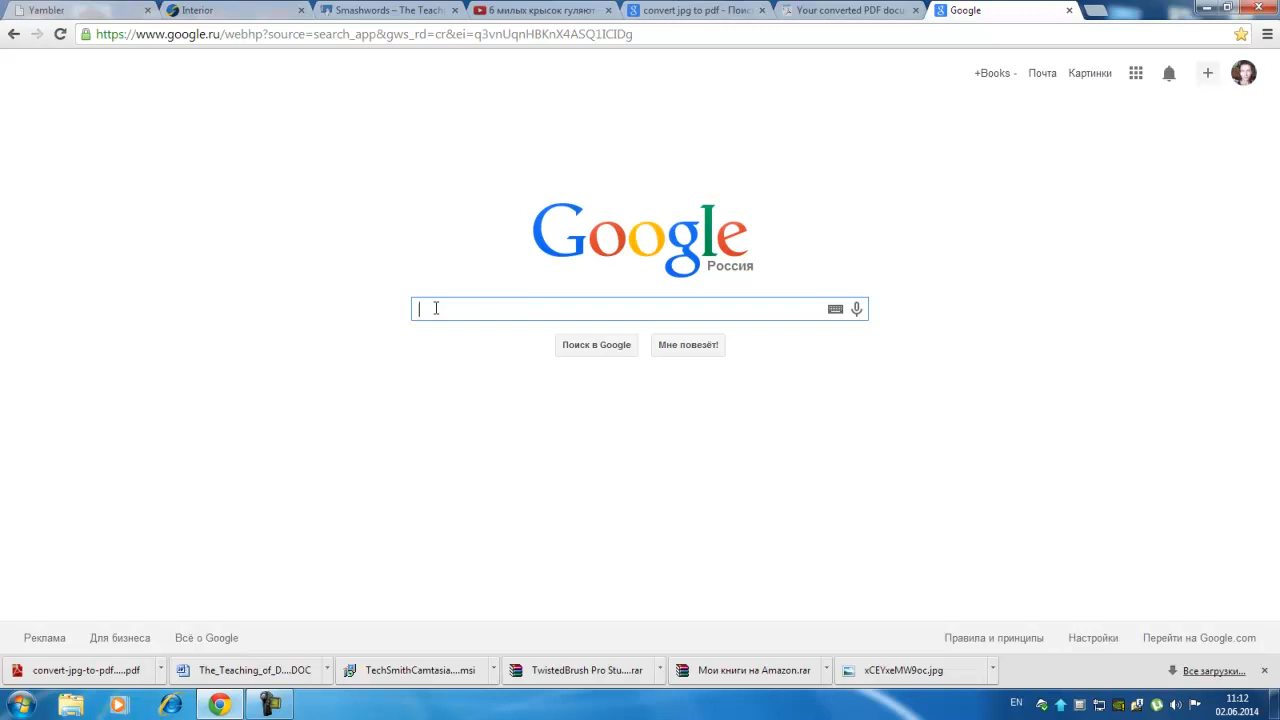 Yambler
Interior
Smashwords – The Teach
6 милых крысок гуляют
convert jpg to pdf - Поис
Your converted PDF docu
Google
https://www.google.ru/webhp?source=search_app&gws_rd=cr&ei=q3vnUqnHBKnX4ASQ1ICIDg
+Books -
Почта
Картинки
Google
Россия
Поиск в Google
Мне повезёт!
Реклама
Для бизнеса
Всё о Google
Правила и принципы
Настройки
Перейти на Google.com
convert-jpg-to-pdf.....pdf
The_Teaching_of_D....DOC
TechSmithCamtasia....msi
TwistedBrush Pro Stu....rar
Мои книги на Amazon.rar
xCEYxeMW9oc.jpg
Все загрузки...
EN
11:12
02.06.2014